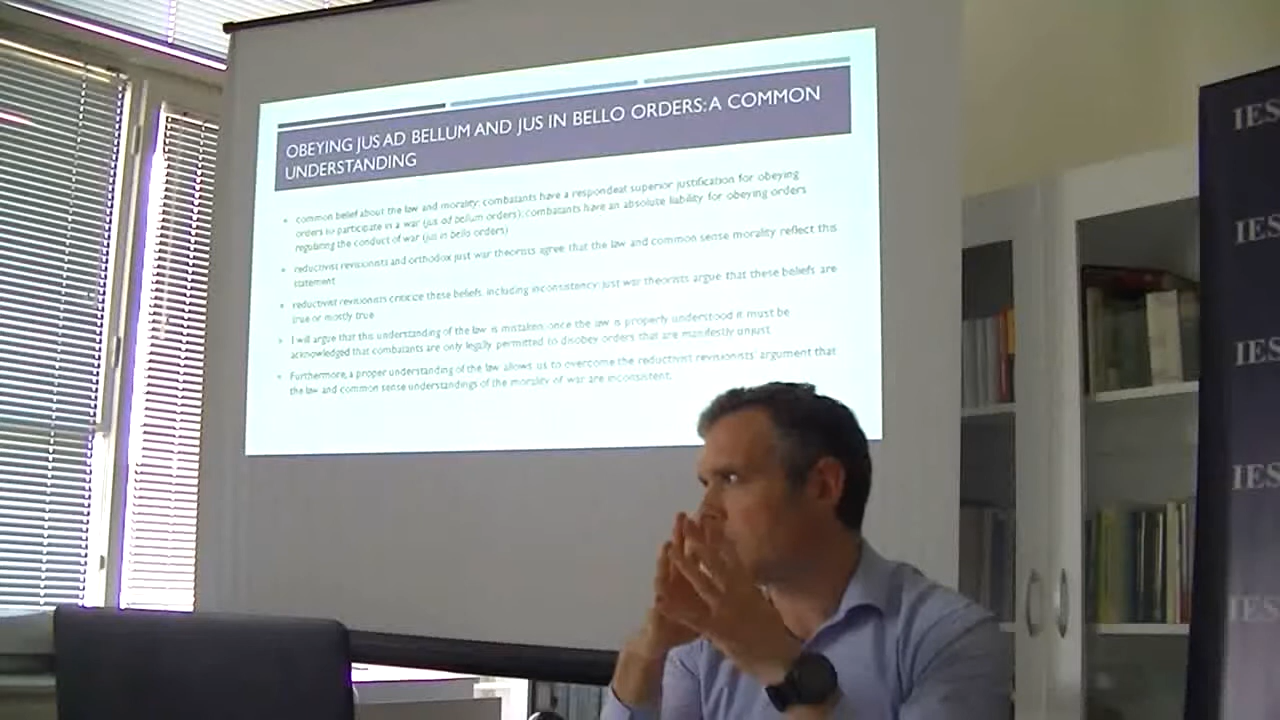 OBEYING JUS AD BELLUM AND JUS IN BELLO ORDERS: A COMMON
UNDERSTANDING
common belief about the law and morality: combatants have a respondeat superior justification for obeying
orders to participate in a war (jus ad bellum orders); combatants have an absolute liability for obeying orders
regulating the conduct of war (jus in bello orders)
reductivist revisionists and orthodox just war theorists agree that the law and common sense morality reflect this
statement
reductivist revisionists criticize these beliefs, including inconsistency; just war theorists argue that these beliefs are
true or mostly true
I will argue that this understanding of the law is mistaken: once the law is properly understood it must be
acknowledged that combatants are only legally permitted to disobey orders that are manifestly unjust
Furthermore, a proper understanding of the law allows us to overcome the reductivist revisionists' argument that
the law and common sense understandings of the morality of war are inconsistent.
IES
IES
IES
IES
IES